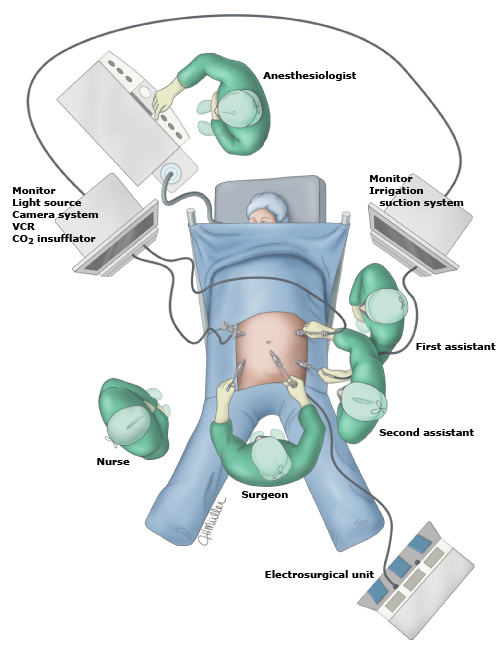 Anesthesiologist
Monitor
Light source
Camera system
VCR
CO2 insufflator
Monitor
Irrigation
suction system
First assistant
Second assistant
Nurse
Surgeon
JHMuller
Electrosurgical unit